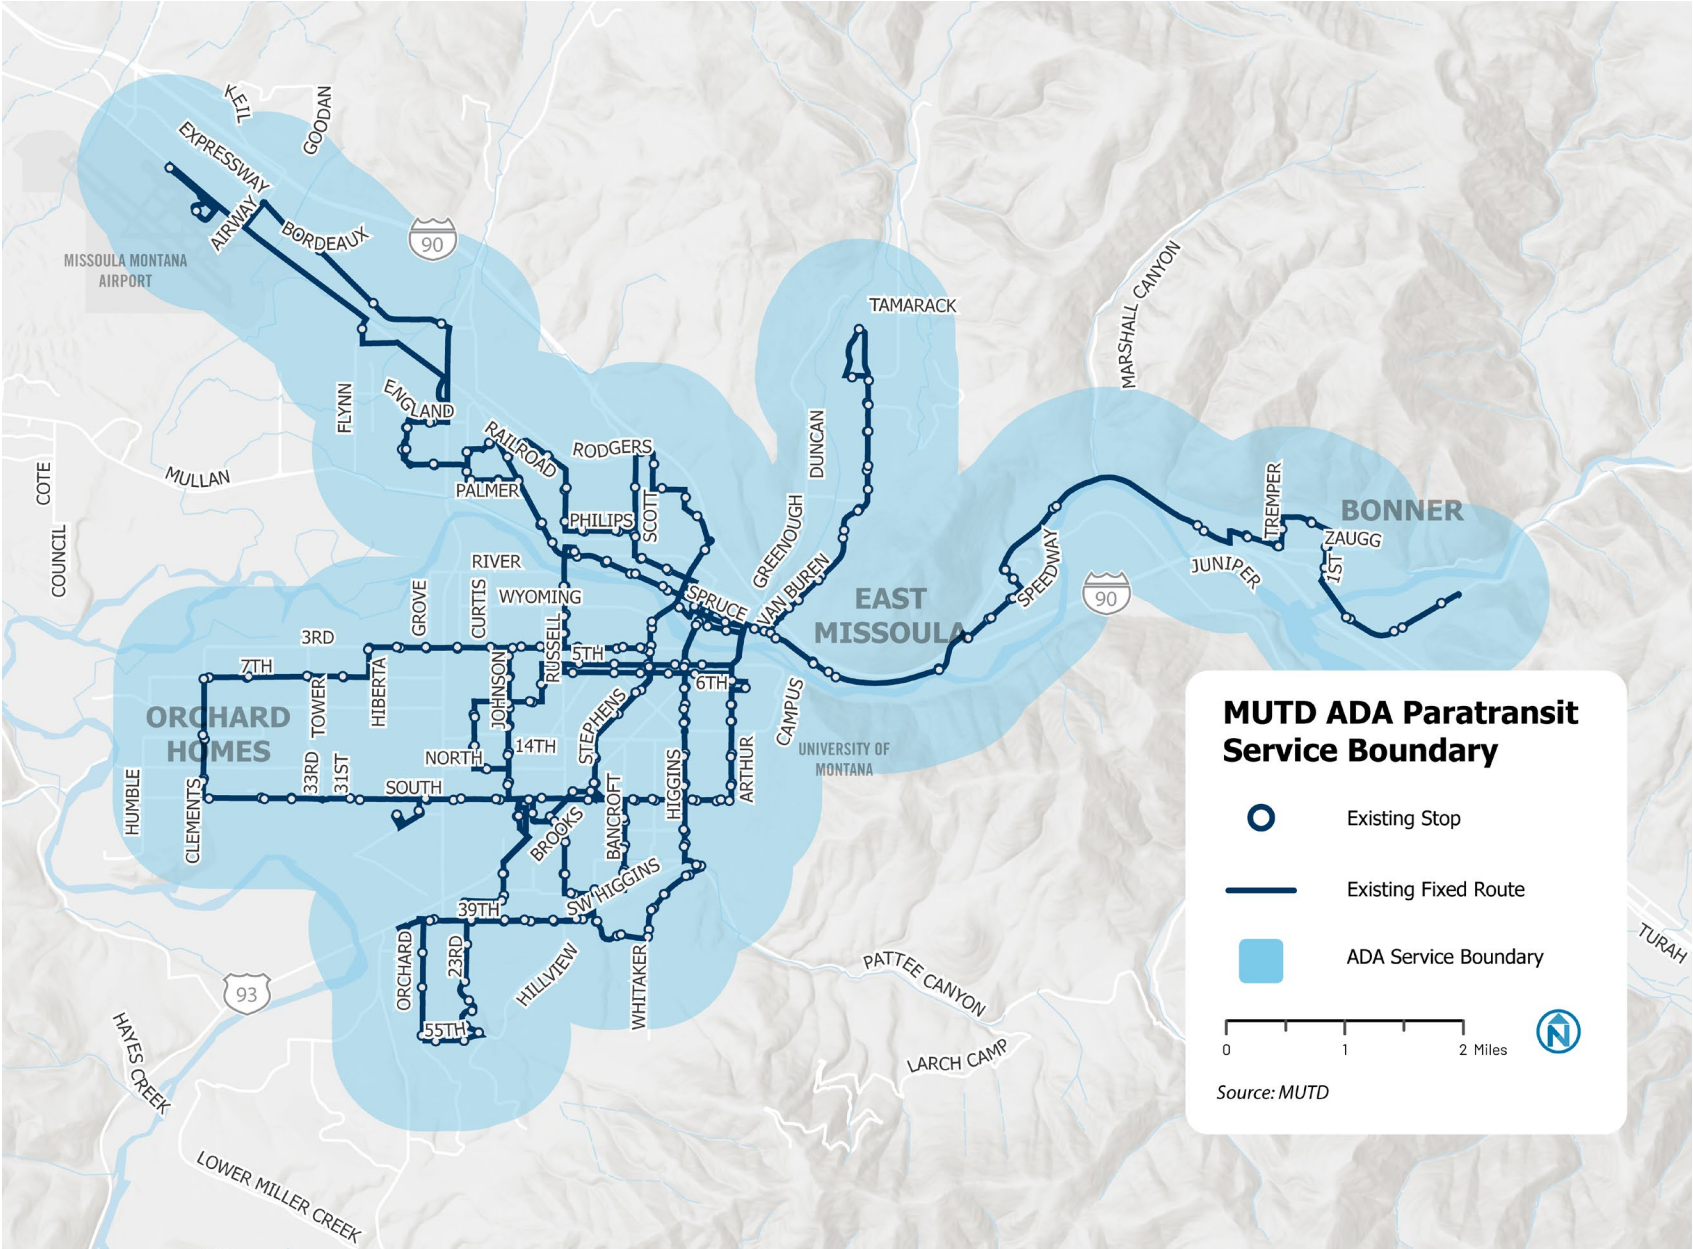 KEIL
GOODAN
EXPRESSWAY
AIRWAY
BORDEAUX
90
MISSOULA MONTANA
AIRPORT
TAMARACK
MARSHALL CANYON
FLYNN
ENGLAND
RAILROAD
RODGERS
DUNCAN
COTE
MULLAN
PALMER
SCOTT
TREMPER
BONNER
PHILIPS
GREENOUGH
ZAUGG
COUNCIL
RIVER
JUNIPER
1ST
SPEEDWAY
90
GROVE
CURTIS
WYOMING
SPRUCE
VAN BUREN
EAST
MISSOULA
3RD
RUSSELL
5TH
7TH
TOWER
HIBERTA
JOHNSON
6TH
ORCHARD
HOMES
STEPHENS
CAMPUS
14TH
NORTH
UNIVERSITY OF
MONTANA
33RD
31ST
HIGGINS
ARTHUR
HUMBLE
CLEMENTS
SOUTH
BROOKS
BANCROFT
SW HIGGINS
39TH
ORCHARD
23RD
HILLVIEW
WHITAKER
PATTEE CANYON
93
55TH
LARCH CAMP
HAYES CREEK
LOWER MILLER CREEK
TURAH
MUTD ADA Paratransit
Service Boundary
Existing Stop
Existing Fixed Route
ADA Service Boundary
0 1 2 Miles
N
Source: MUTD